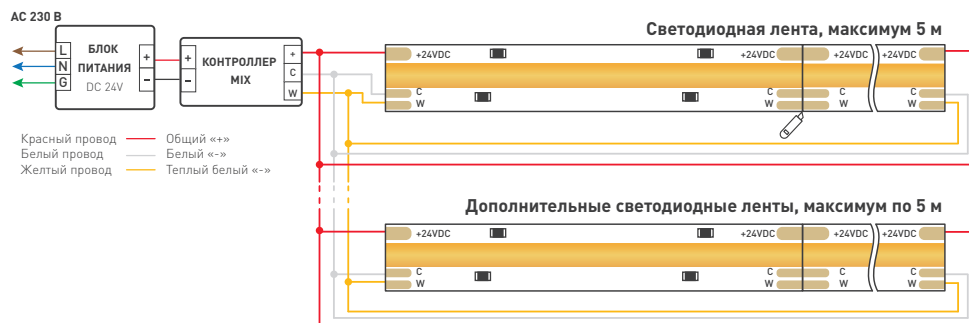 AC 230 В
L
N
G
БЛОК
ПИТАНИЯ
DC 24V
+
−
+
−
КОНТРОЛЛЕР
MIX
+
C
W
Светодиодная лента, максимум 5 м
+24VDC +24VDC +24VDC +24VDC
C C C C
W W W W
Красный провод Общий «+»
Белый провод Белый «-»
Желтый провод Теплый белый «-»
Дополнительные светодиодные ленты, максимум по 5 м
+24VDC +24VDC +24VDC +24VDC
C C C C
W W W W